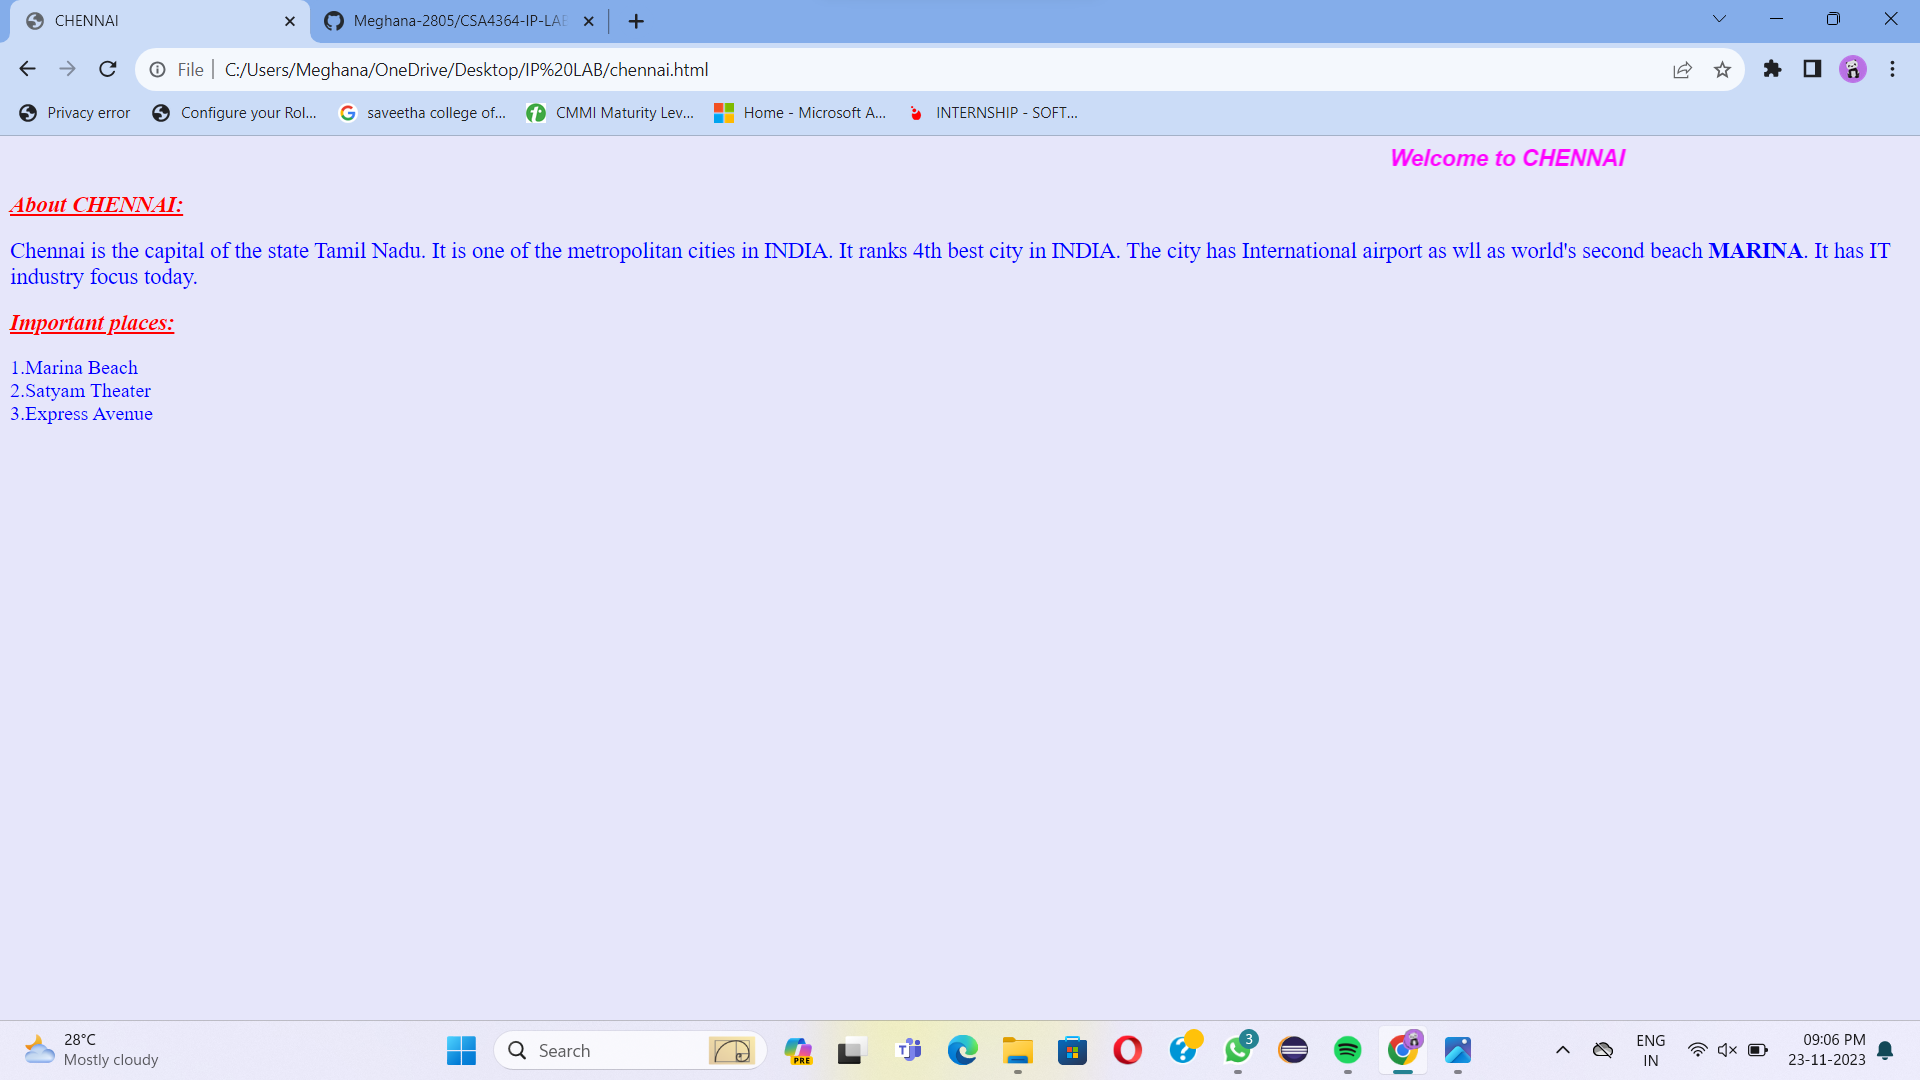 CHENNAI
Meghana-2805/CSA4364-IP-LAB
File
C:/Users/Meghana/OneDrive/Desktop/IP%20LAB/chennai.html
Privacy error
Configure your Rol...
saveetha college of...
CMMI Maturity Lev...
Home - Microsoft A...
INTERNSHIP - SOFT...
Welcome to CHENNAI
About CHENNAI:
Chennai is the capital of the state Tamil Nadu. It is one of the metropolitan cities in INDIA. It ranks 4th best city in INDIA. The city has International airport as wll as world's second beach MARINA. It has IT
industry focus today.
Important places:
1.Marina Beach
2.Satyam Theater
3.Express Avenue
28°C
Mostly cloudy
Search
PRE
3
ENG
IN
09:06 PM
23-11-2023